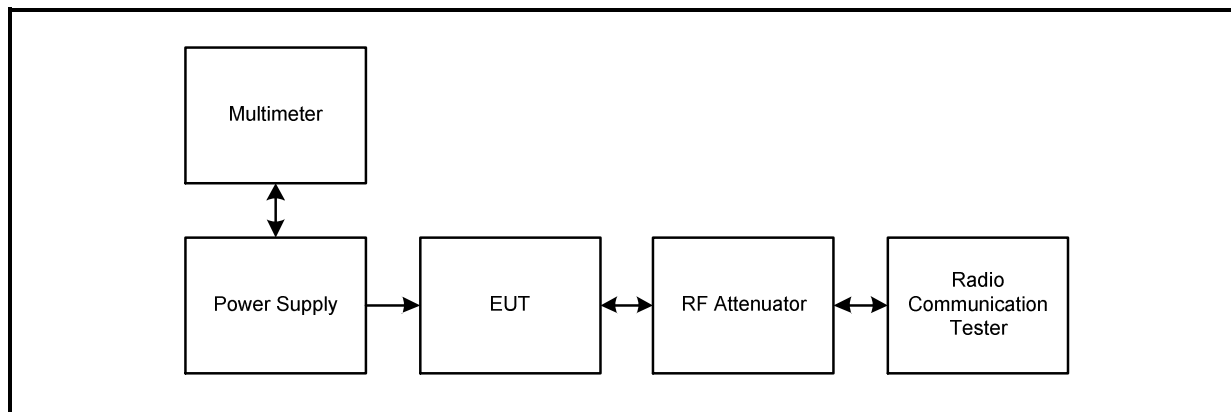 Multimeter
Power Supply
EUT
RF Attenuator
Radio
Communication
Tester